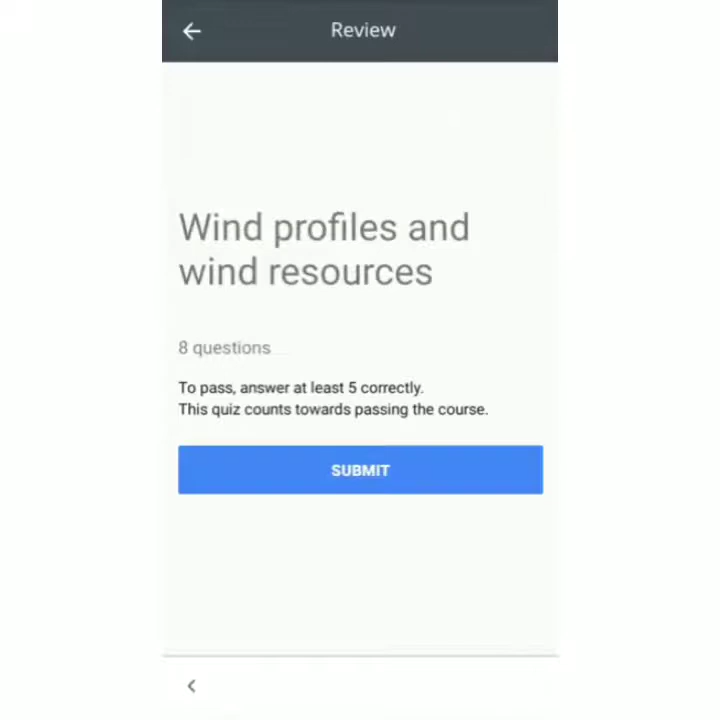 Review
Wind profiles and
wind resources
8 questions
To pass, answer at least 5 correctly.
This quiz counts towards passing the course.
SUBMIT